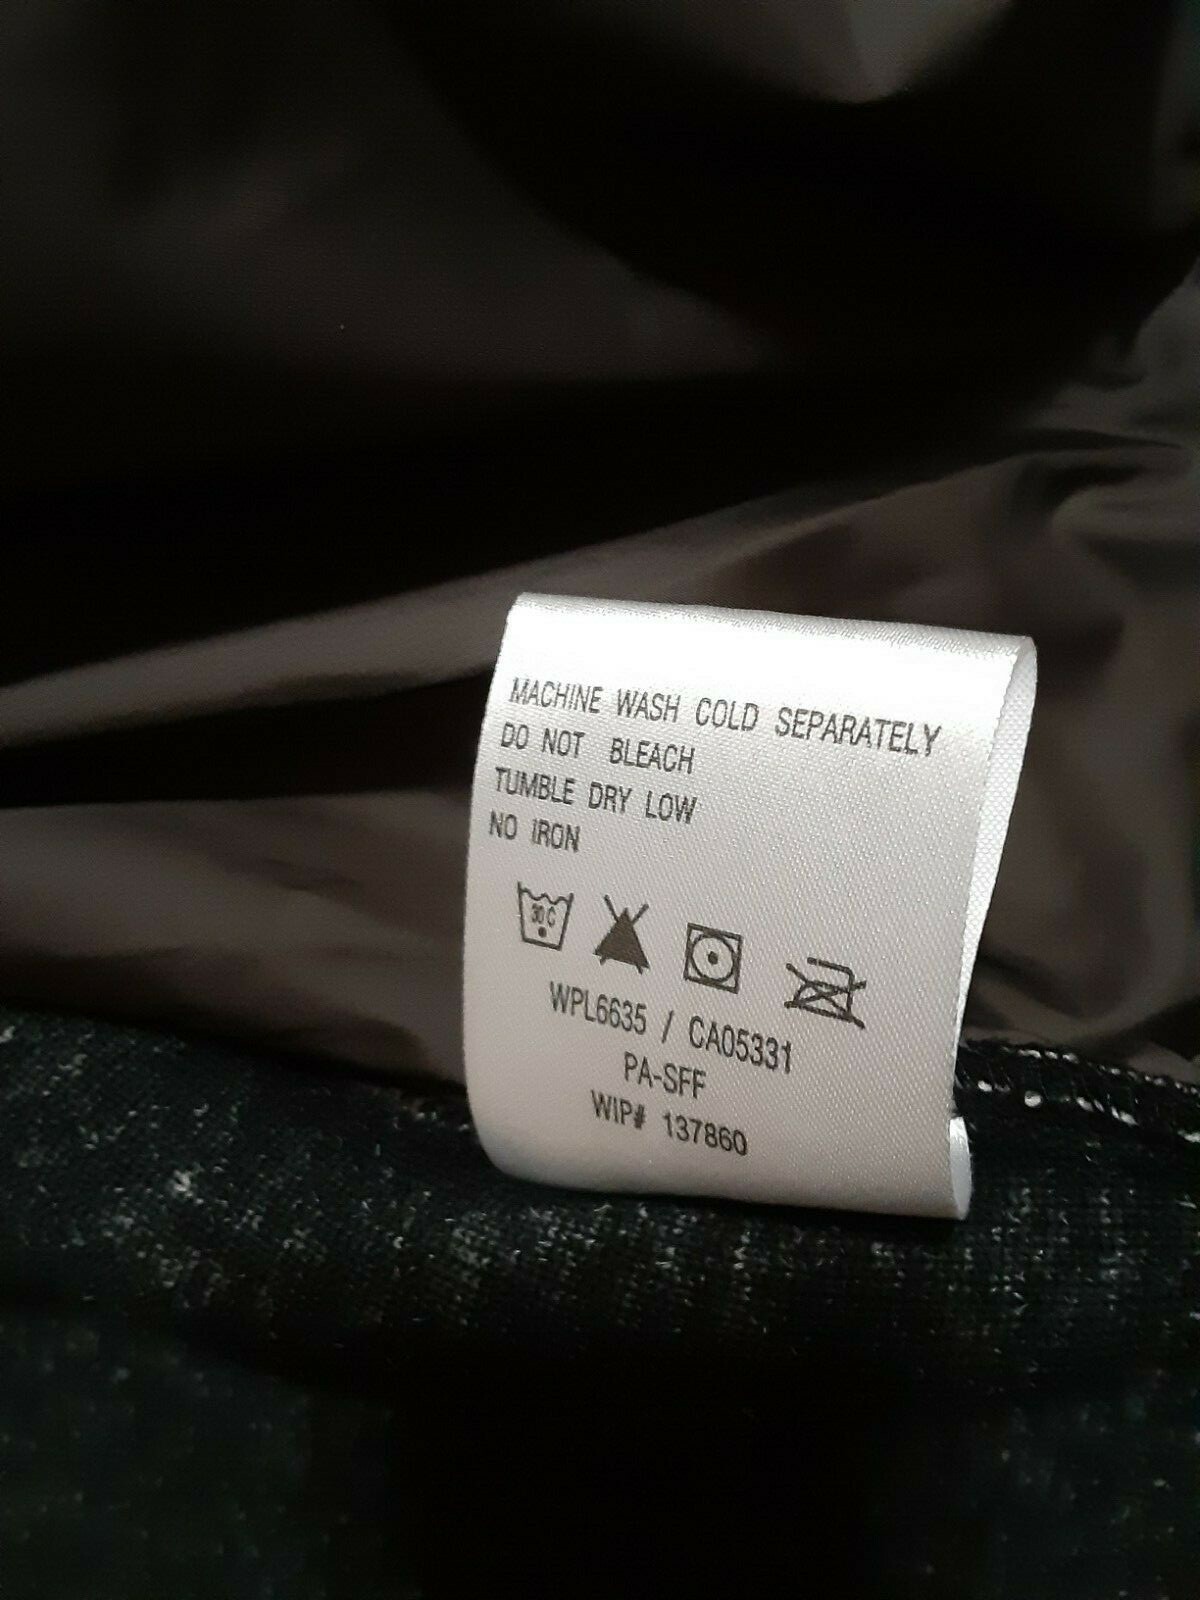 MACHINE WASH COLD SEPARATELY
DO NOT BLEACH
TUMBLE DRY LOW
NO IRON
30 C
WPL6635 / CA05331
PA-SFF
WIP# 137860